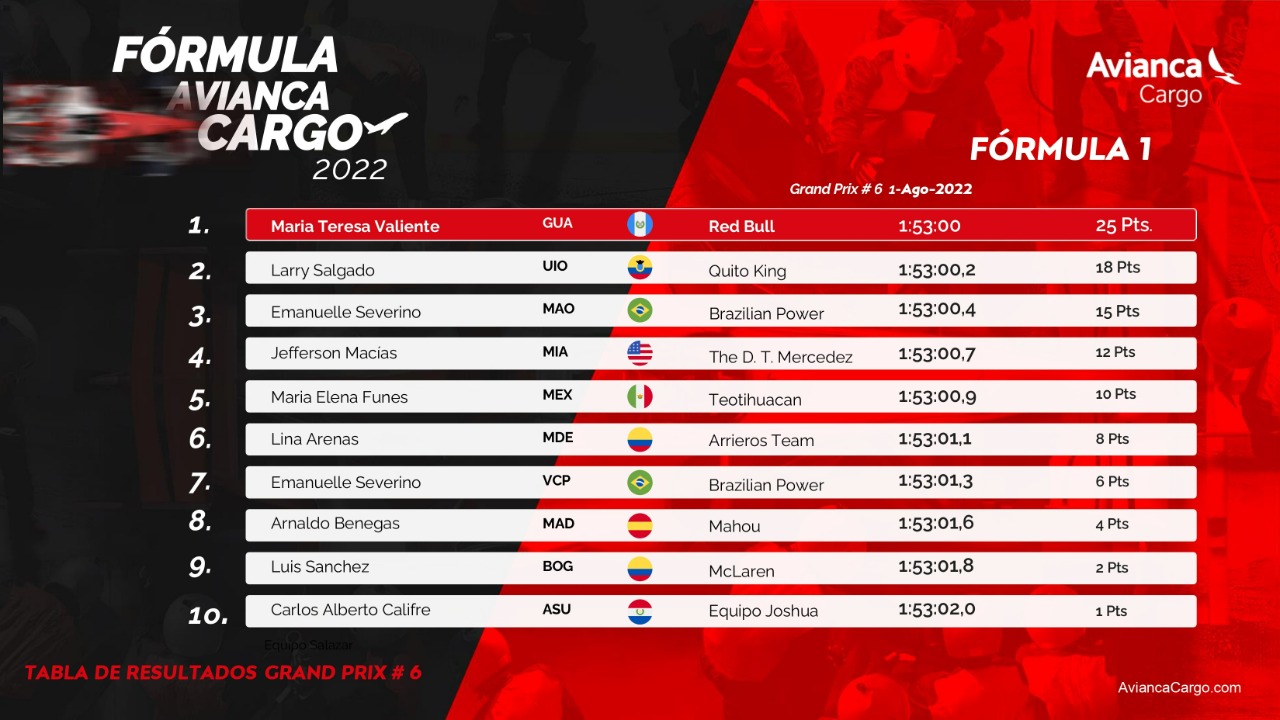 FÓRMULA
AVIANCA
CARGO
2022
Avianca
Cargo
FÓRMULA 1
Grand Prix # 6 1-Ago-2022
1. Maria Teresa Valiente GUA Red Bull 1:53:00 25 Pts.
2. Larry Salgado UIO Quito King 1:53:00,2 18 Pts
3. Emanuelle Severino MAO Brazilian Power 1:53:00,4 15 Pts
4. Jefferson Macías MIA The D. T. Mercedez 1:53:00,7 12 Pts
5. Maria Elena Funes MEX Teotihuacan 1:53:00,9 10 Pts
6. Lina Arenas MDE Arrieros Team 1:53:01,1 8 Pts
7. Emanuelle Severino VCP Brazilian Power 1:53:01,3 6 Pts
8. Arnaldo Benegas MAD Mahou 1:53:01,6 4 Pts
9. Luis Sanchez BOG McLaren 1:53:01,8 2 Pts
10. Carlos Alberto Califre ASU Equipo Joshua 1:53:02,0 1 Pts
Equipo Salazar
TABLA DE RESULTADOS GRAND PRIX # 6
AviancaCargo.com